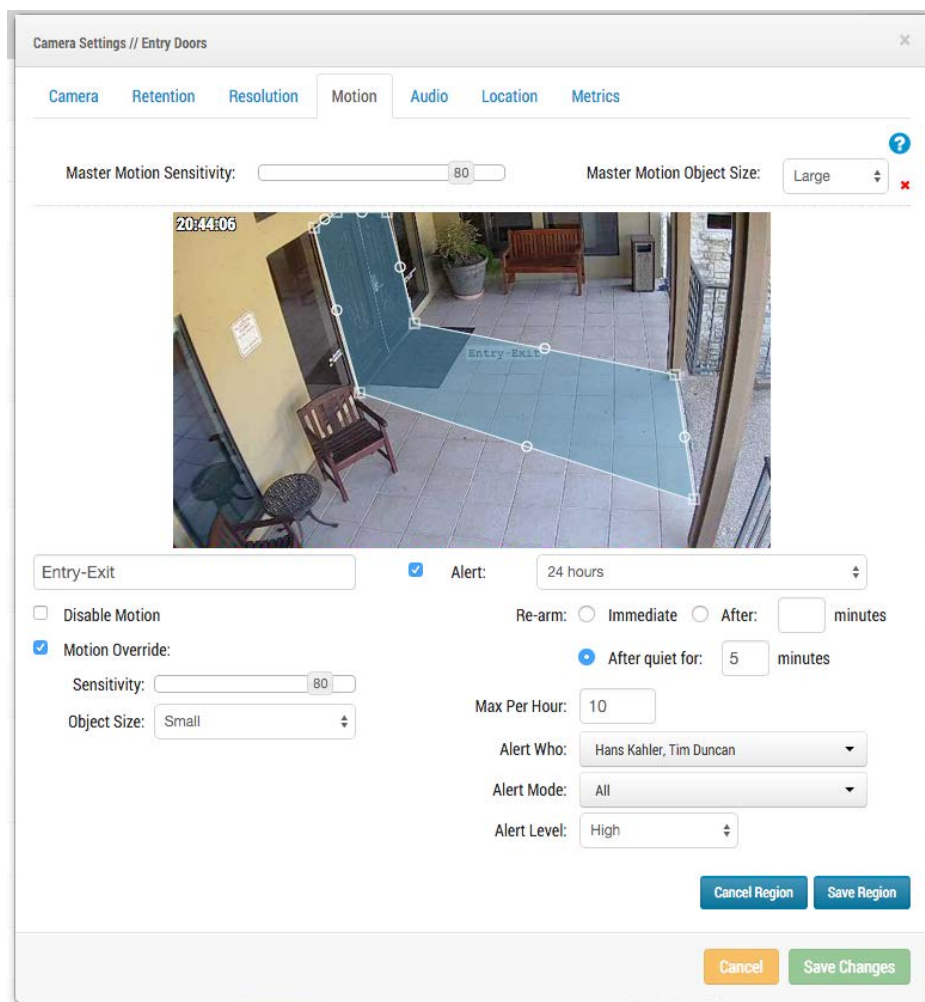 Camera Settings // Entry Doors ×
Camera Retention Resolution Motion Audio Location Metrics
?
Master Motion Sensitivity: 80 Master Motion Object Size: Large
20:44:06
Entry-Exit
Entry-Exit Alert: 24 hours
Disable Motion Re-arm: Immediate After: minutes
Motion Override: After quiet for: 5 minutes
Sensitivity: 80
Object Size: Small Max Per Hour: 10
Alert Who: Hans Kahler, Tim Duncan
Alert Mode: All
Alert Level: High
Cancel Region Save Region
Cancel Save Changes